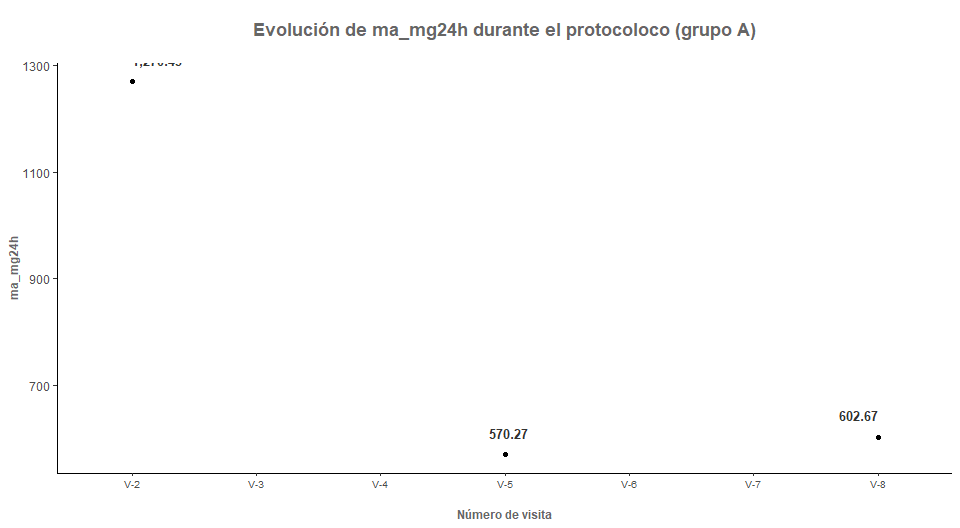 Evolución de ma_mg24h durante el protocoloco (grupo A)
1300
1100
900
700
ma_mg24h
570.27
602.67
V-2 V-3 V-4 V-5 V-6 V-7 V-8
Número de visita